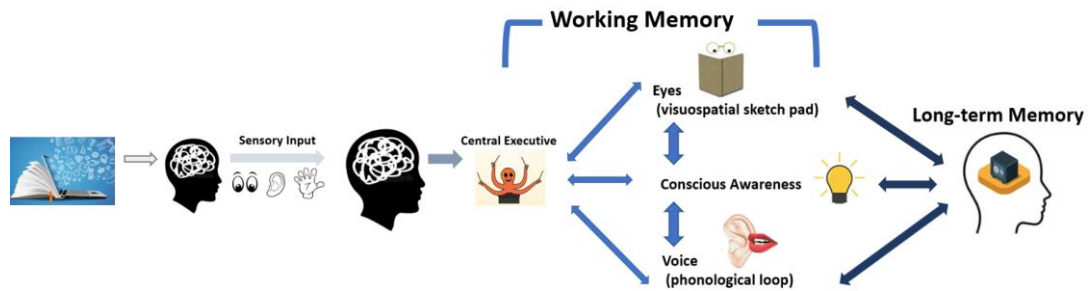 Working Memory
Eyes
(visuospatial sketch pad)
Long-term Memory
Sensory Input
Central Executive
Conscious Awareness
Voice
(phonological loop)